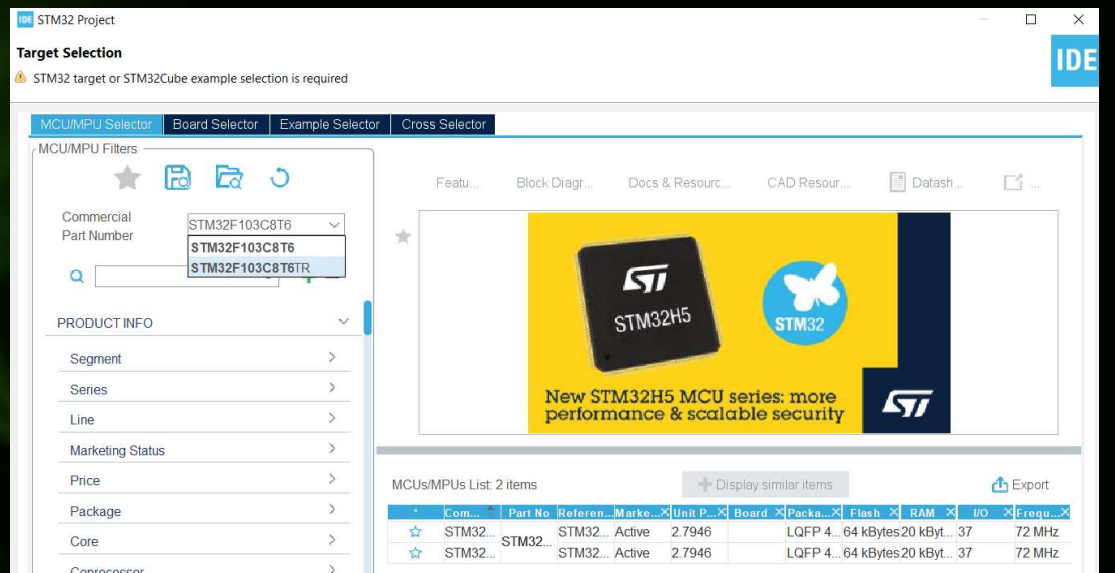 IDE STM32 Project
Target Selection
STM32 target or STM32Cube example selection is required
IDE
MCU/MPU Selector Board Selector Example Selector Cross Selector
MCU/MPU Filters
Featu... Block Diagr... Docs & Resourc... CAD Resour... Datash... ...
Commercial
Part Number
STM32F103C8T6
STM32F103C8T6
STM32F103C8T6TR
PRODUCT INFO
Segment
Series
Line
Marketing Status
Price
Package
Core
Coprocessor
STM32H5
STM32
New STM32H5 MCU series: more
performance & scalable security
ST
MCUs/MPUs List: 2 items Display similar items Export
* Com... Part No Referen... Marke...X Unit P...X Board X Packa...X Flash X RAM X I/O X Frequ...X
STM32... STM32... STM32... Active 2.7946 LQFP 4... 64 kBytes 20 kByt... 37 72 MHz
STM32... STM32... Active 2.7946 LQFP 4... 64 kBytes 20 kByt... 37 72 MHz